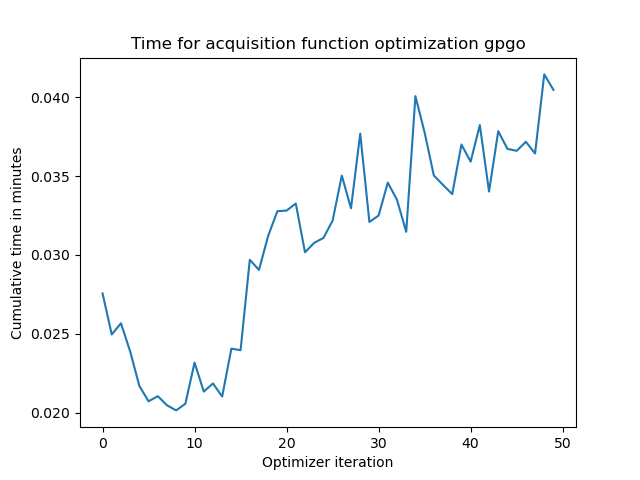 Time for acquisition function optimization gpgo
Cumulative time in minutes
0.040
0.035
0.030
0.025
0.020
0 10 20 30 40 50
Optimizer iteration